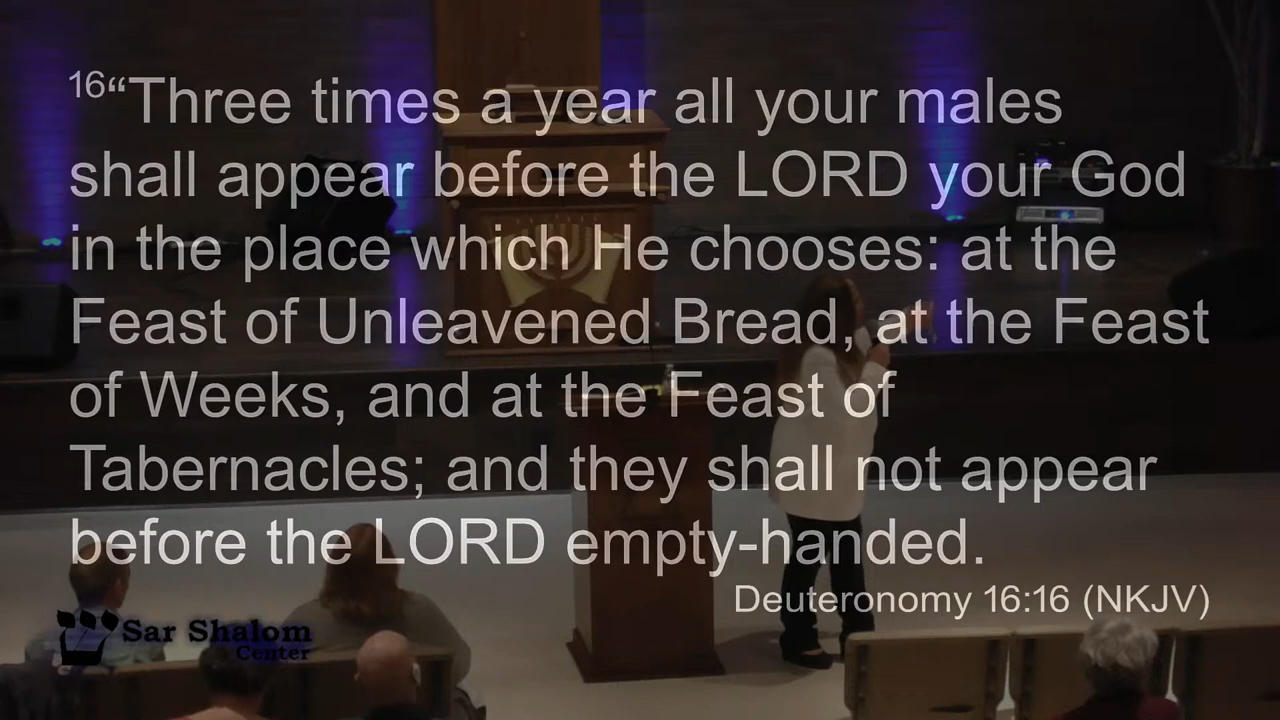 16“Three times a year all your males
shall appear before the LORD your God
in the place which He chooses: at the
Feast of Unleavened Bread, at the Feast
of Weeks, and at the Feast of
Tabernacles; and they shall not appear
before the LORD empty-handed.
Deuteronomy 16:16 (NKJV)
ש Sar Shalom
Center